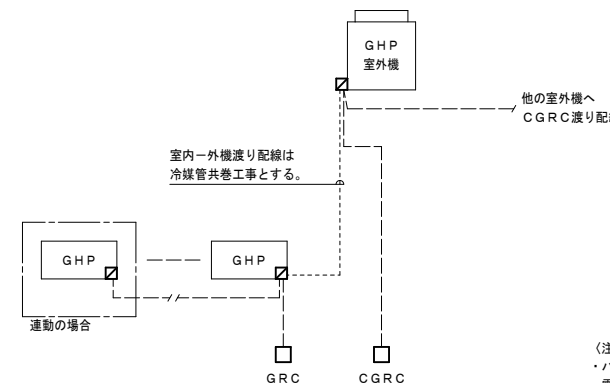 ＧＨＰ
室外機
他の室外機へ
ＣＧＲＣ渡り配線
室内ー外機渡り配線は
冷媒管共巻工事とする。
ＧＨＰ
ＧＨＰ
連動の場合
ＧＲＣ
ＣＧＲＣ
〈注